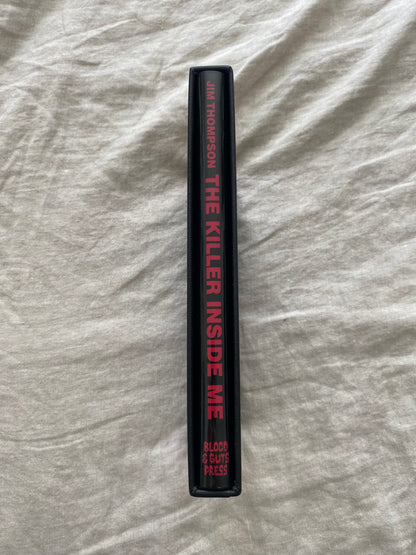 JIM THOMPSON THE KILLER INSIDE ME
BLOOD
& GUTS
PRESS